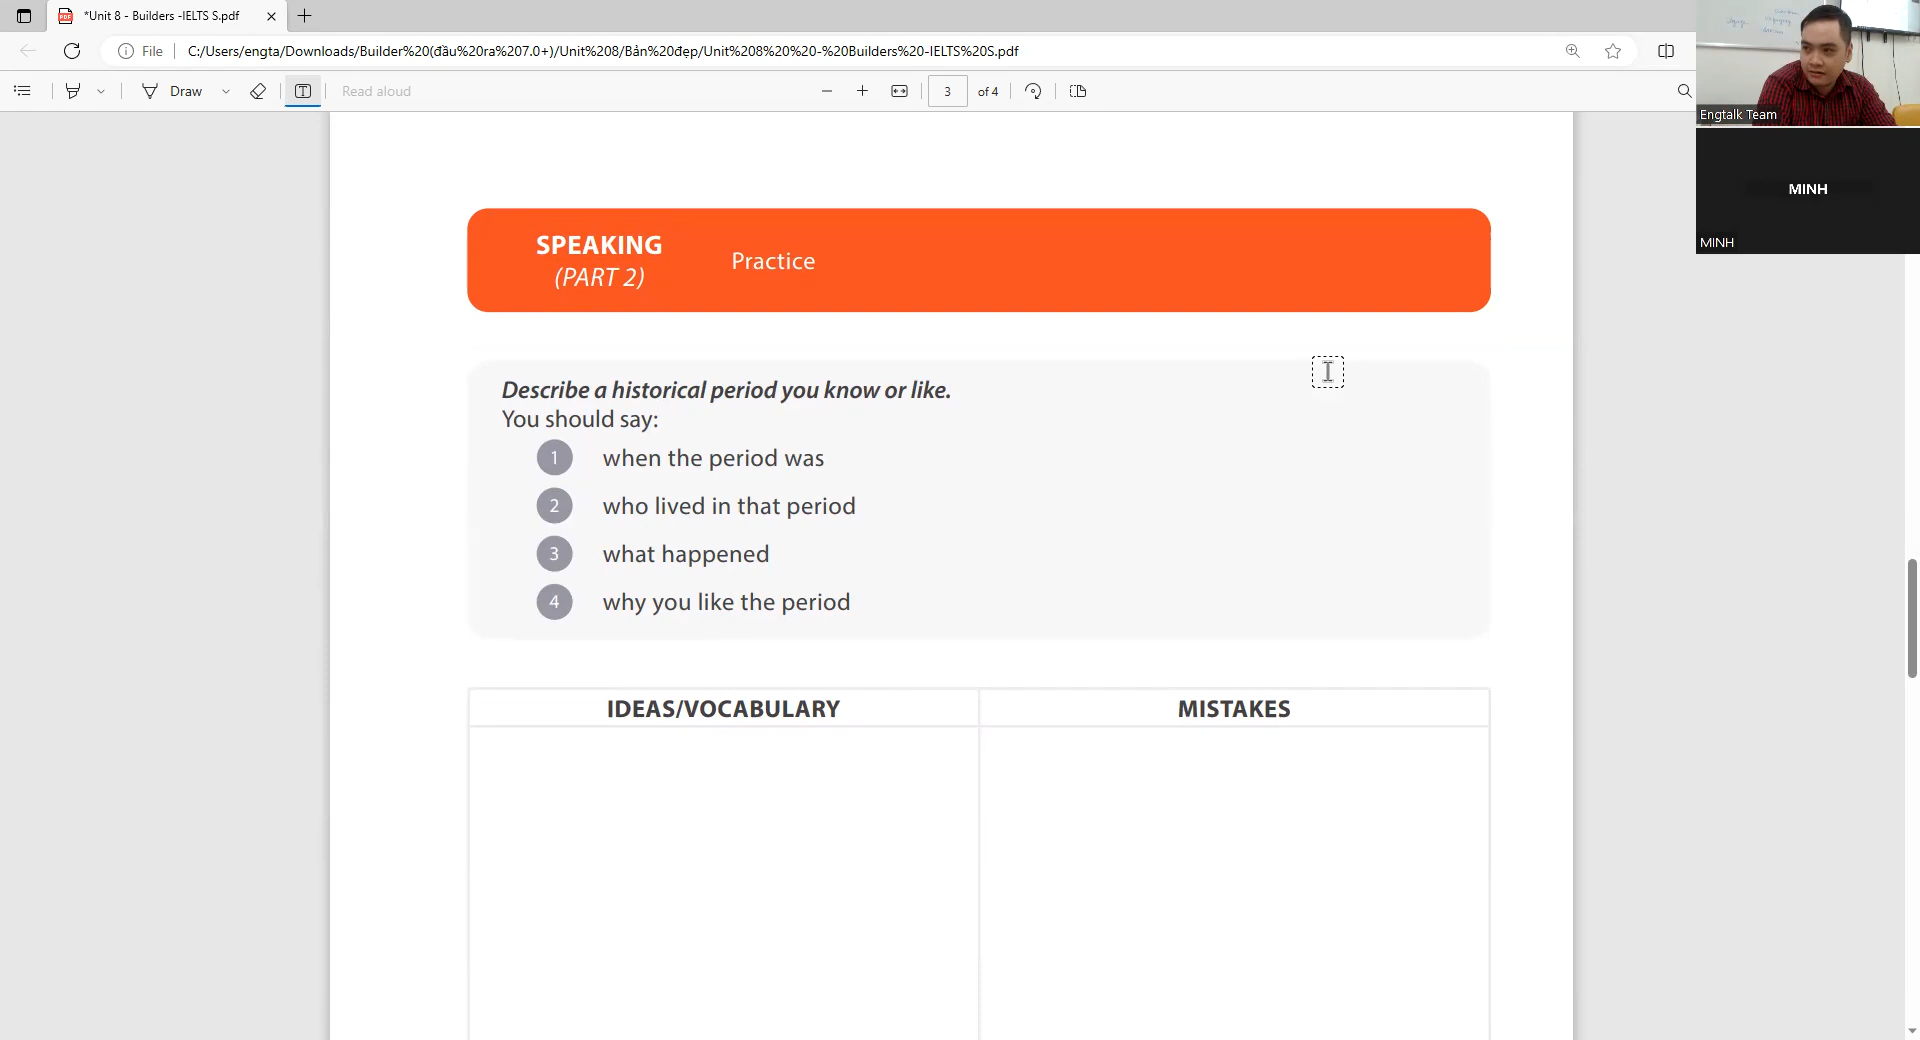 *Unit 8 - Builders -IELTS S.pdf
File
C:/Users/engta/Downloads/Builder%20(đầu%20ra%207.0+)/Unit%208/Bản%20đẹp/Unit%208%20%20-%20Builders%20-IELTS%20S.pdf
Draw
Read aloud
3
of 4
Engtalk Team
MINH
MINH
SPEAKING
(PART 2)
Practice
Describe a historical period you know or like.
You should say:
1 when the period was
2 who lived in that period
3 what happened
4 why you like the period
IDEAS/VOCABULARY
MISTAKES